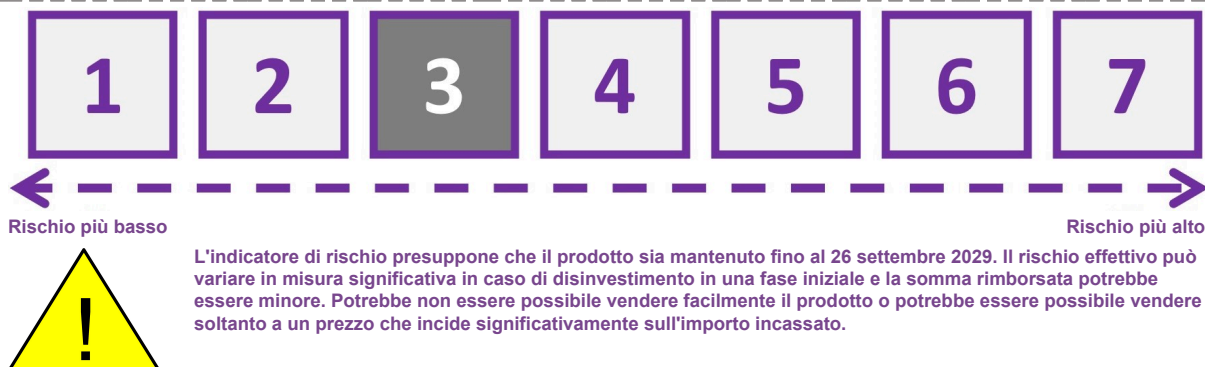 1 2 3 4 5 6 7
Rischio più basso Rischio più alto
L'indicatore di rischio presuppone che il prodotto sia mantenuto fino al 26 settembre 2029. Il rischio effettivo può
variare in misura significativa in caso di disinvestimento in una fase iniziale e la somma rimborsata potrebbe
essere minore. Potrebbe non essere possibile vendere facilmente il prodotto o potrebbe essere possibile vendere
soltanto a un prezzo che incide significativamente sull'importo incassato.
!